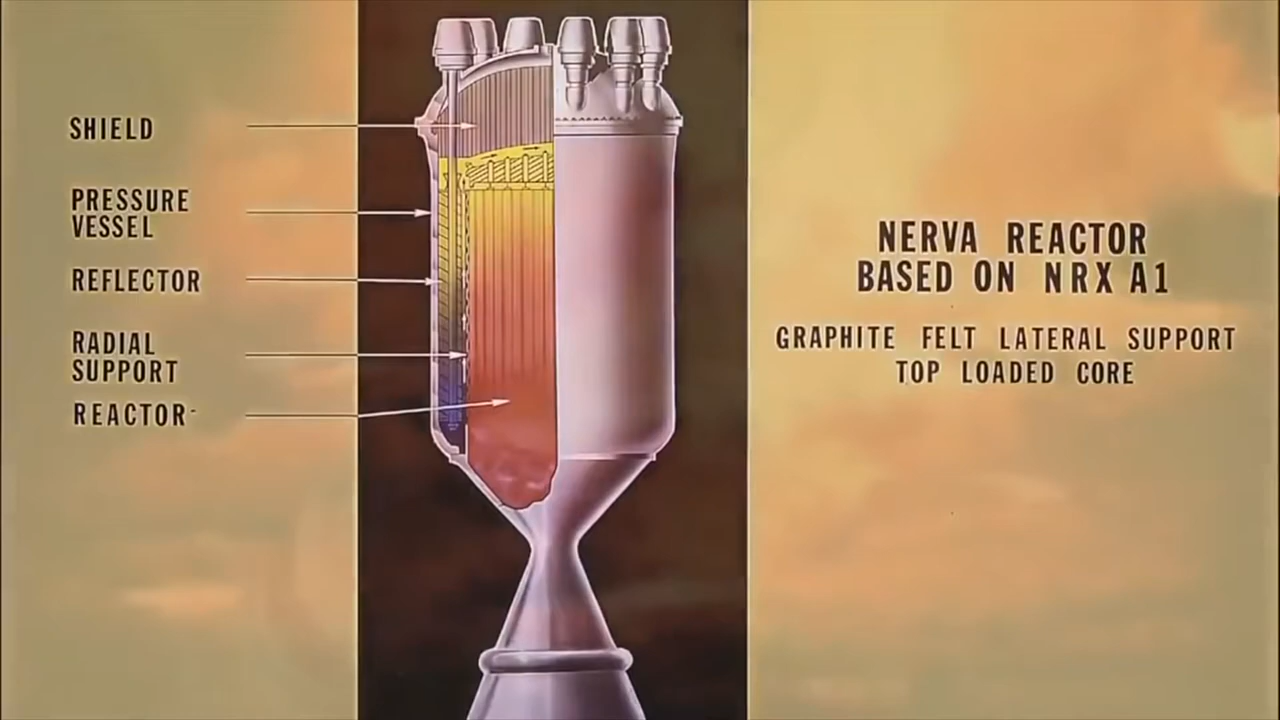 SHIELD
PRESSURE
VESSEL
REFLECTOR
RADIAL
SUPPORT
REACTOR
NERVA REACTOR
BASED ON NRX A1
GRAPHITE FELT LATERAL SUPPORT
TOP LOADED CORE